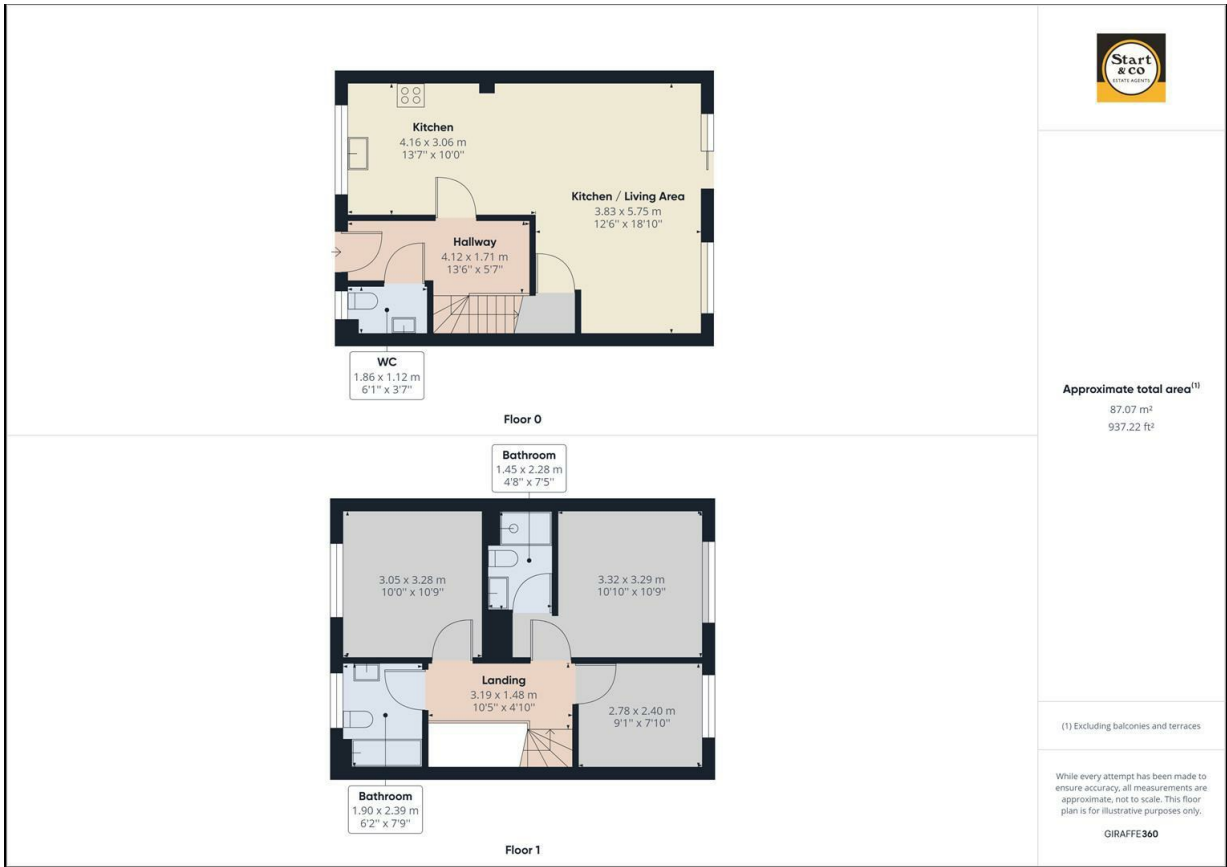 Start
& co
ESTATE AGENTS
Kitchen
4.16 x 3.06 m
13'7" x 10'0"
Kitchen / Living Area
3.83 x 5.75 m
12'6" x 18'10"
Hallway
4.12 x 1.71 m
13'6" x 5'7"
WC
1.86 x 1.12 m
6'1" x 3'7"
Floor 0
Approximate total area(1)
87.07 m²
937.22 ft²
Bathroom
1.45 x 2.28 m
4'8" x 7'5"
3.05 x 3.28 m
10'0" x 10'9"
3.32 x 3.29 m
10'10" x 10'9"
Landing
3.19 x 1.48 m
10'5" x 4'10"
2.78 x 2.40 m
9'1" x 7'10"
Bathroom
1.90 x 2.39 m
6'2" x 7'9"
Floor 1
(1) Excluding balconies and terraces
While every attempt has been made to
ensure accuracy, all measurements are
approximate, not to scale. This floor
plan is for illustrative purposes only.
GIRAFFE360